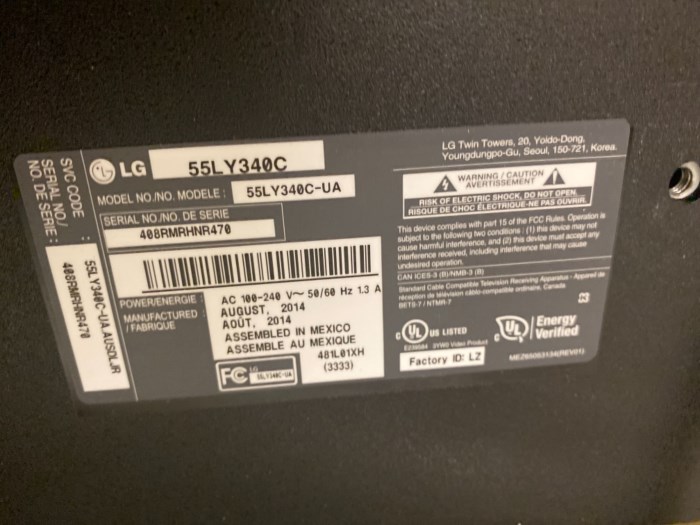 LG 55LY340C
MODEL NO./NO. MODELE : 55LY340C-UA
SERIAL NO./NO. DE SERIE
408RMRHNR470
POWER/ENERGIE : AC 100-240 V~ 50/60 Hz 1.3 A
MANUFACTURED / FABRIQUE : AUGUST, 2014
AOÛT, 2014
ASSEMBLED IN MEXICO
ASSEMBLE AU MEXIQUE
481L01XH
(3333)
FC LG
55LY340C-UA
SVC CODE : 55LY340C-UA.AUSDLJR
SERIAL NO./
NO. DE SERIE : 408RMRHNR470
LG Twin Towers, 20, Yoido-Dong,
Youngdungpo-Gu, Seoul, 150-721, Korea.
WARNING / CAUTION
AVERTISSEMENT
RISK OF ELECTRIC SHOCK, DO NOT OPEN.
RISQUE DE CHOC ÉLECTRIQUE-NE PAS OUVRIR.
This device complies with part 15 of the FCC Rules. Operation is
subject to the following two conditions : (1) this device may not
cause harmful interference, and (2) this device must accept any
interference received, including interference that may cause
undesired operation.
CAN ICES-3 (B)/NMB-3 (B)
Standard Cable Compatible Television Receiving Apparatus - Appareil de
réception de télévision câblo-compatible ordinaire, Canada
BETS-7 / NTMR-7
c UL US LISTED
Video Product
c UL Energy
Verified
Factory ID: LZ
(REV01)